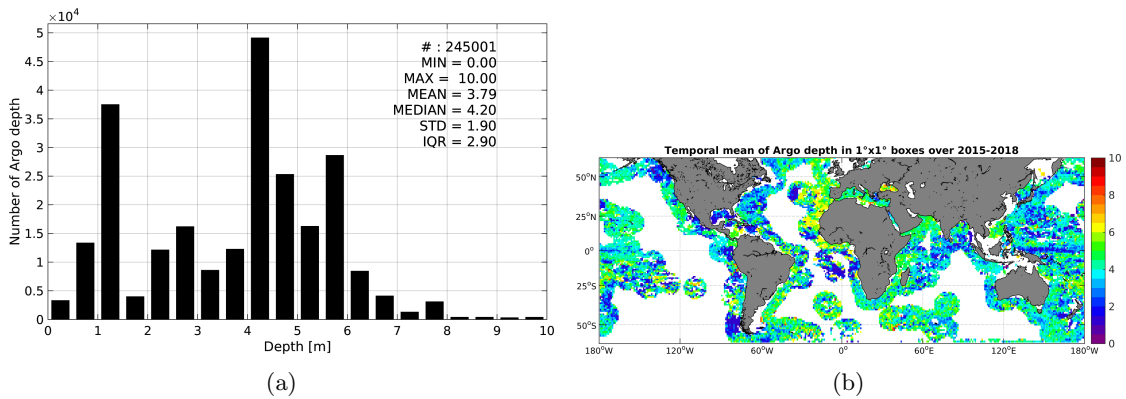 ×10⁴
5
4.5
4
3.5
3
2.5
2
1.5
1
0.5
0
Number of Argo depth
# : 245001
MIN = 0.00
MAX = 10.00
MEAN = 3.79
MEDIAN = 4.20
STD = 1.90
IQR = 2.90
0 1 2 3 4 5 6 7 8 9 10
Depth [m]
(a)
Temporal mean of Argo depth in 1°x1° boxes over 2015-2018
50°N
25°N
0°
25°S
50°S
180°W 120°W 60°W 0° 60°E 120°E 180°W
10
8
6
4
2
0
(b)